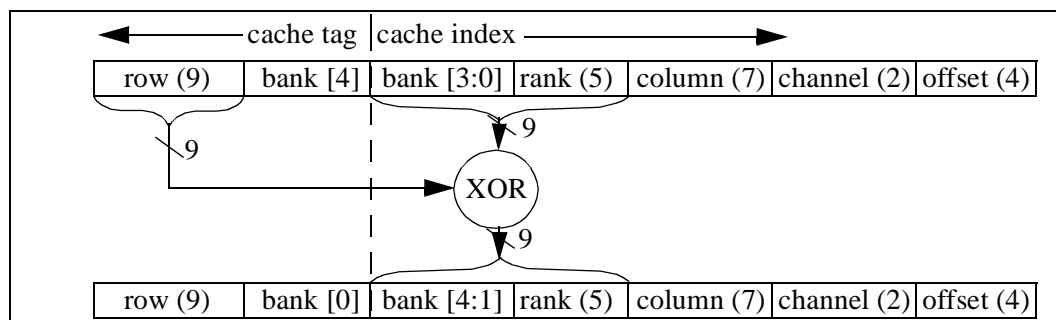 cache tag cache index
row (9) bank [4] bank [3:0] rank (5) column (7) channel (2) offset (4)
9
9
XOR
9
row (9) bank [0] bank [4:1] rank (5) column (7) channel (2) offset (4)